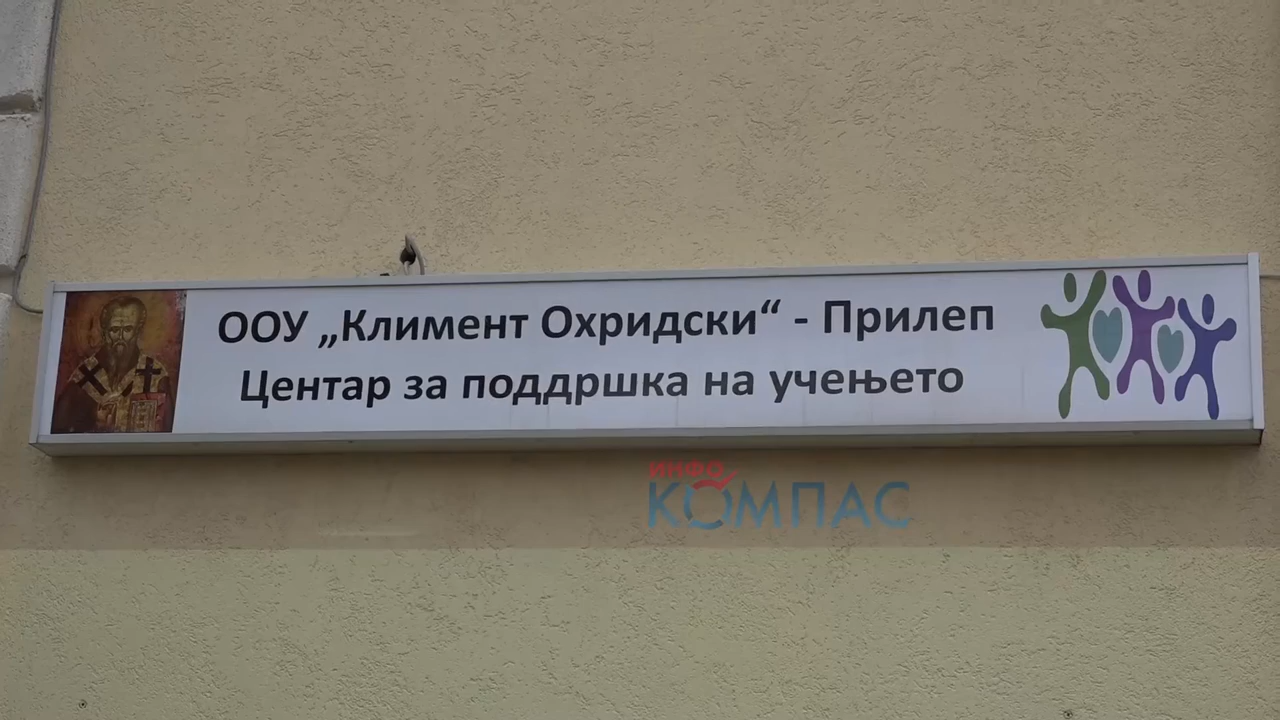 ООУ „Климент Охридски“ - Прилеп
Центар за поддршка на учењето
ИНФО
КОМПАС